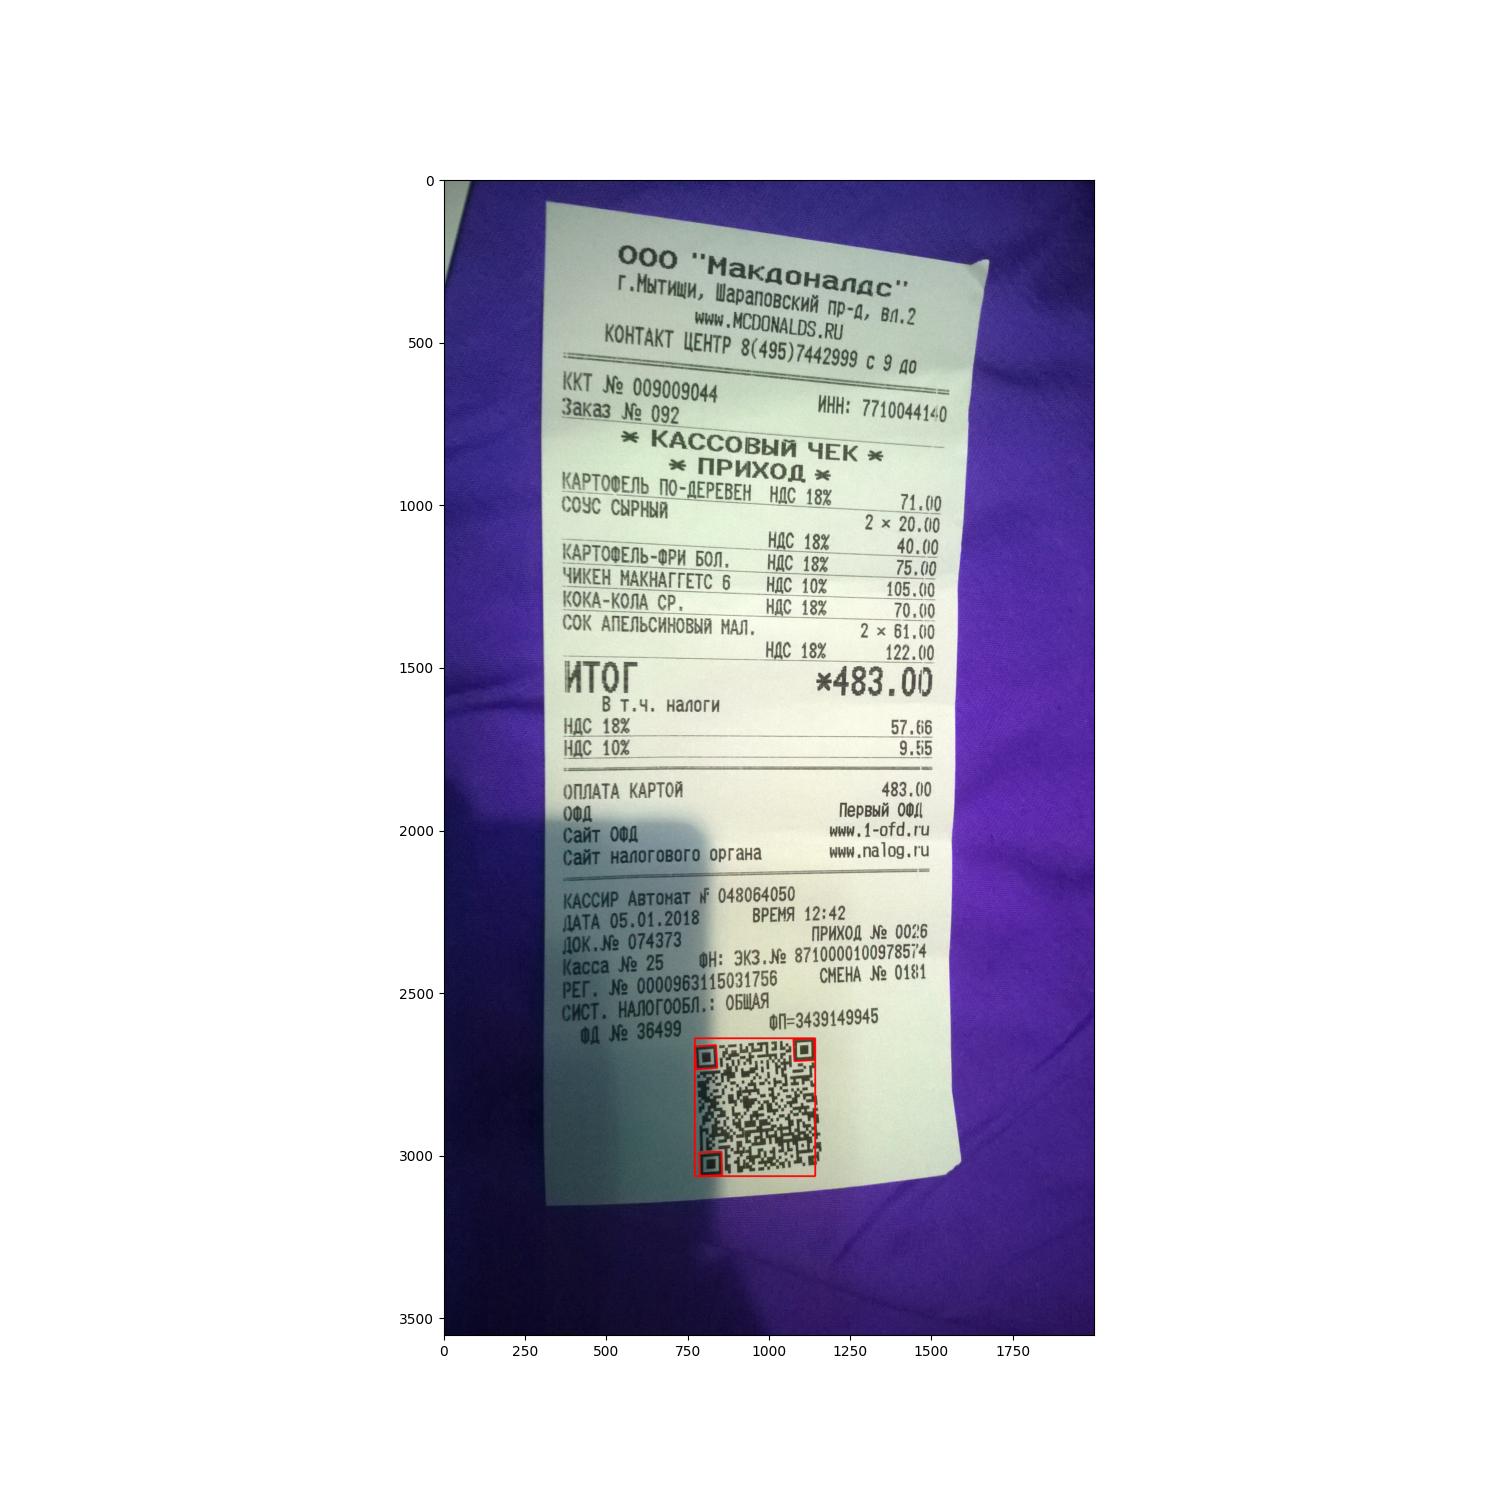 ООО "Макдоналдс"
г.Мытищи, Шараповский пр-д, вл.2
www.MCDONALDS.RU
КОНТАКТ ЦЕНТР 8(495)7442999 с 9 до
ККТ № 009009044 ИНН: 7710044140
Заказ № 092
* КАССОВЫЙ ЧЕК *
* ПРИХОД *
КАРТОФЕЛЬ ПО-ДЕРЕВЕН НДС 18% 71.00
СОУС СЫРНЫЙ 2 × 20.00
НДС 18% 40.00
КАРТОФЕЛЬ-ФРИ БОЛ. НДС 18% 75.00
ЧИКЕН МАКНАГГЕТС 6 НДС 10% 105.00
КОКА-КОЛА СР. НДС 18% 70.00
СОК АПЕЛЬСИНОВЫЙ МАЛ. 2 × 61.00
НДС 18% 122.00
ИТОГ *483.00
В т.ч. налоги
НДС 18% 57.66
НДС 10% 9.55
ОПЛАТА КАРТОЙ 483.00
ОФД Первый ОФД
Сайт ОФД www.1-ofd.ru
Сайт налогового органа www.nalog.ru
КАССИР Автомат № 048064050
ДАТА 05.01.2018 ВРЕМЯ 12:42
ДОК.№ 074373 ПРИХОД № 0026
Касса № 25 ФН: ЭКЗ.№ 8710000100978574
РЕГ. № 0000963115031756 СМЕНА № 0181
СИСТ. НАЛОГООБЛ.: ОБЩАЯ
ФД № 36499 ФП=3439149945
0
500
1000
1500
2000
2500
3000
3500
0 250 500 750 1000 1250 1500 1750